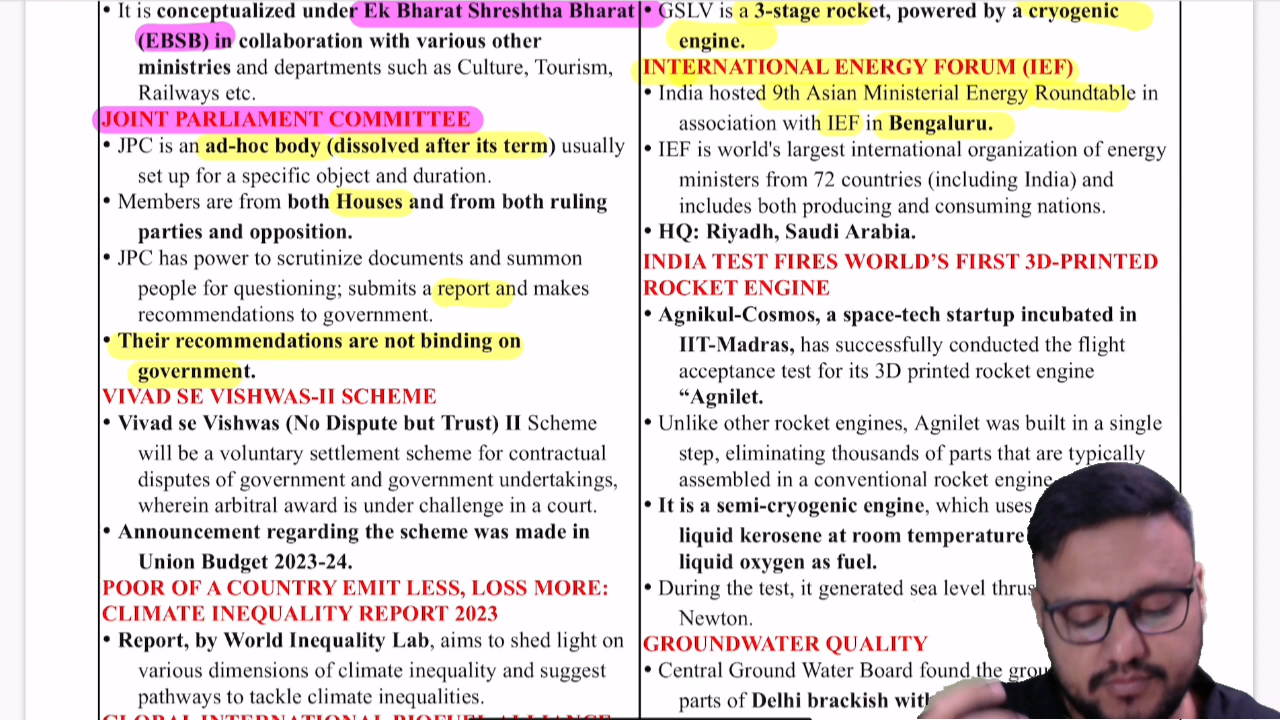 • It is conceptualized under Ek Bharat Shreshtha Bharat
(EBSB) in collaboration with various other
ministries and departments such as Culture, Tourism,
Railways etc.
JOINT PARLIAMENT COMMITTEE
• JPC is an ad-hoc body (dissolved after its term) usually
set up for a specific object and duration.
• Members are from both Houses and from both ruling
parties and opposition.
• JPC has power to scrutinize documents and summon
people for questioning; submits a report and makes
recommendations to government.
• Their recommendations are not binding on
government.
VIVAD SE VISHWAS-II SCHEME
• Vivad se Vishwas (No Dispute but Trust) II Scheme
will be a voluntary settlement scheme for contractual
disputes of government and government undertakings,
wherein arbitral award is under challenge in a court.
• Announcement regarding the scheme was made in
Union Budget 2023-24.
POOR OF A COUNTRY EMIT LESS, LOSS MORE:
CLIMATE INEQUALITY REPORT 2023
• Report, by World Inequality Lab, aims to shed light on
various dimensions of climate inequality and suggest
pathways to tackle climate inequalities.
GLOBAL INTERNATIONAL BIOFUEL ALLIANCE
• GSLV is a 3-stage rocket, powered by a cryogenic
engine.
INTERNATIONAL ENERGY FORUM (IEF)
• India hosted 9th Asian Ministerial Energy Roundtable in
association with IEF in Bengaluru.
• IEF is world's largest international organization of energy
ministers from 72 countries (including India) and
includes both producing and consuming nations.
• HQ: Riyadh, Saudi Arabia.
INDIA TEST FIRES WORLD’S FIRST 3D-PRINTED
ROCKET ENGINE
• Agnikul-Cosmos, a space-tech startup incubated in
IIT-Madras, has successfully conducted the flight
acceptance test for its 3D printed rocket engine
“Agnilet.
• Unlike other rocket engines, Agnilet was built in a single
step, eliminating thousands of parts that are typically
assembled in a conventional rocket engine
• It is a semi-cryogenic engine, which uses
liquid kerosene at room temperature
liquid oxygen as fuel.
• During the test, it generated sea level
Newton.
GROUNDWATER QUALITY
• Central Ground Water Board found the
parts of Delhi brackish